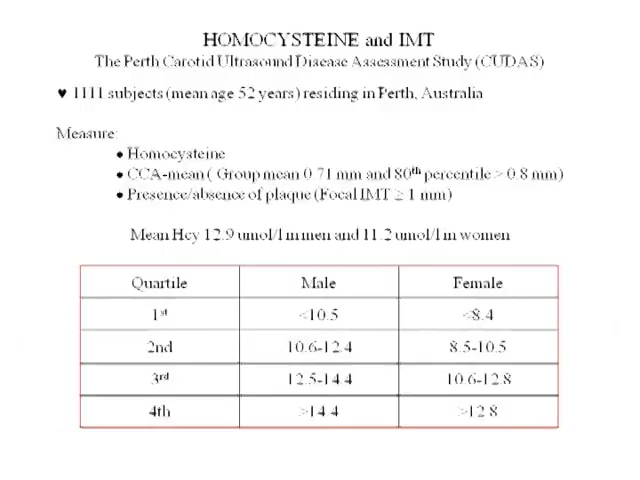 HOMOCYSTEINE and IMT
The Perth Carotid Ultrasound Disease Assessment Study (CUDAS)
♥ 1111 subjects (mean age 52 years) residing in Perth, Australia
Measure:
• Homocysteine
• CCA-mean ( Group mean 0.71 mm and 80th percentile > 0.8 mm)
• Presence/absence of plaque (Focal IMT ≥ 1 mm)
Mean Hcy 12.9 umol/l in men and 11.2 umol/l in women
Quartile Male Female
1st <10.5 <8.4
2nd 10.6-12.4 8.5-10.5
3rd 12.5-14.4 10.6-12.8
4th >14.4 >12.8